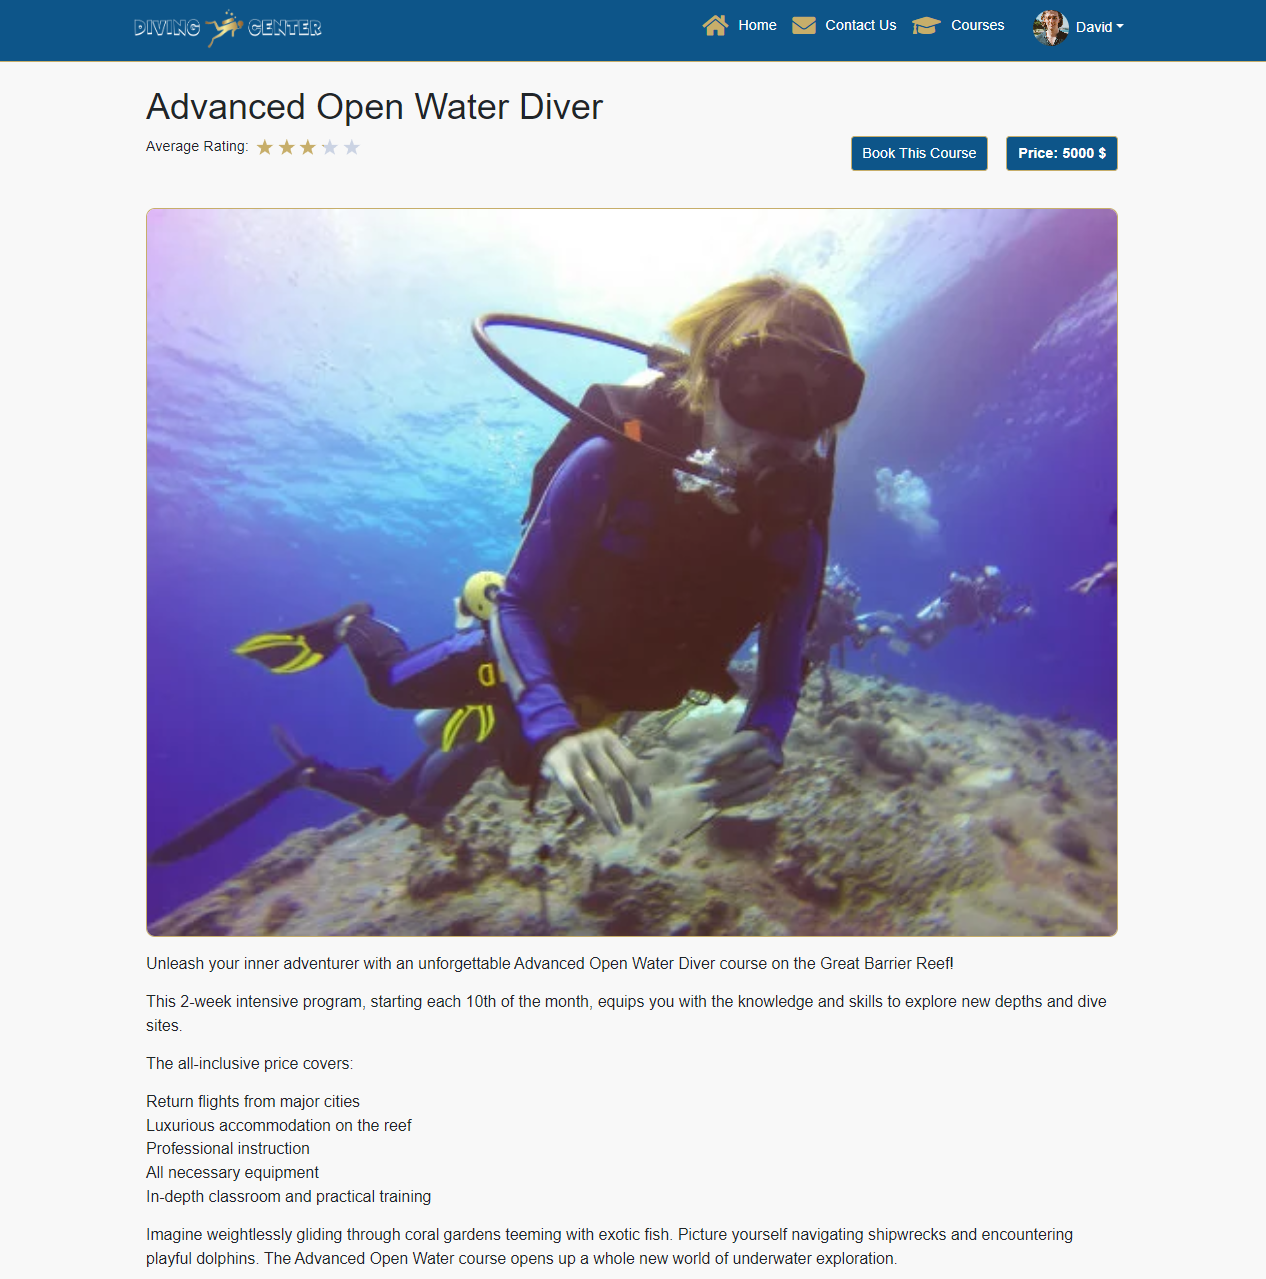 DIVING CENTER
Home
Contact Us
Courses
David
Advanced Open Water Diver
Average Rating:
Book This Course
Price: 5000 $
Unleash your inner adventurer with an unforgettable Advanced Open Water Diver course on the Great Barrier Reef!
This 2-week intensive program, starting each 10th of the month, equips you with the knowledge and skills to explore new depths and dive
sites.
The all-inclusive price covers:
Return flights from major cities
Luxurious accommodation on the reef
Professional instruction
All necessary equipment
In-depth classroom and practical training
Imagine weightlessly gliding through coral gardens teeming with exotic fish. Picture yourself navigating shipwrecks and encountering
playful dolphins. The Advanced Open Water course opens up a whole new world of underwater exploration.